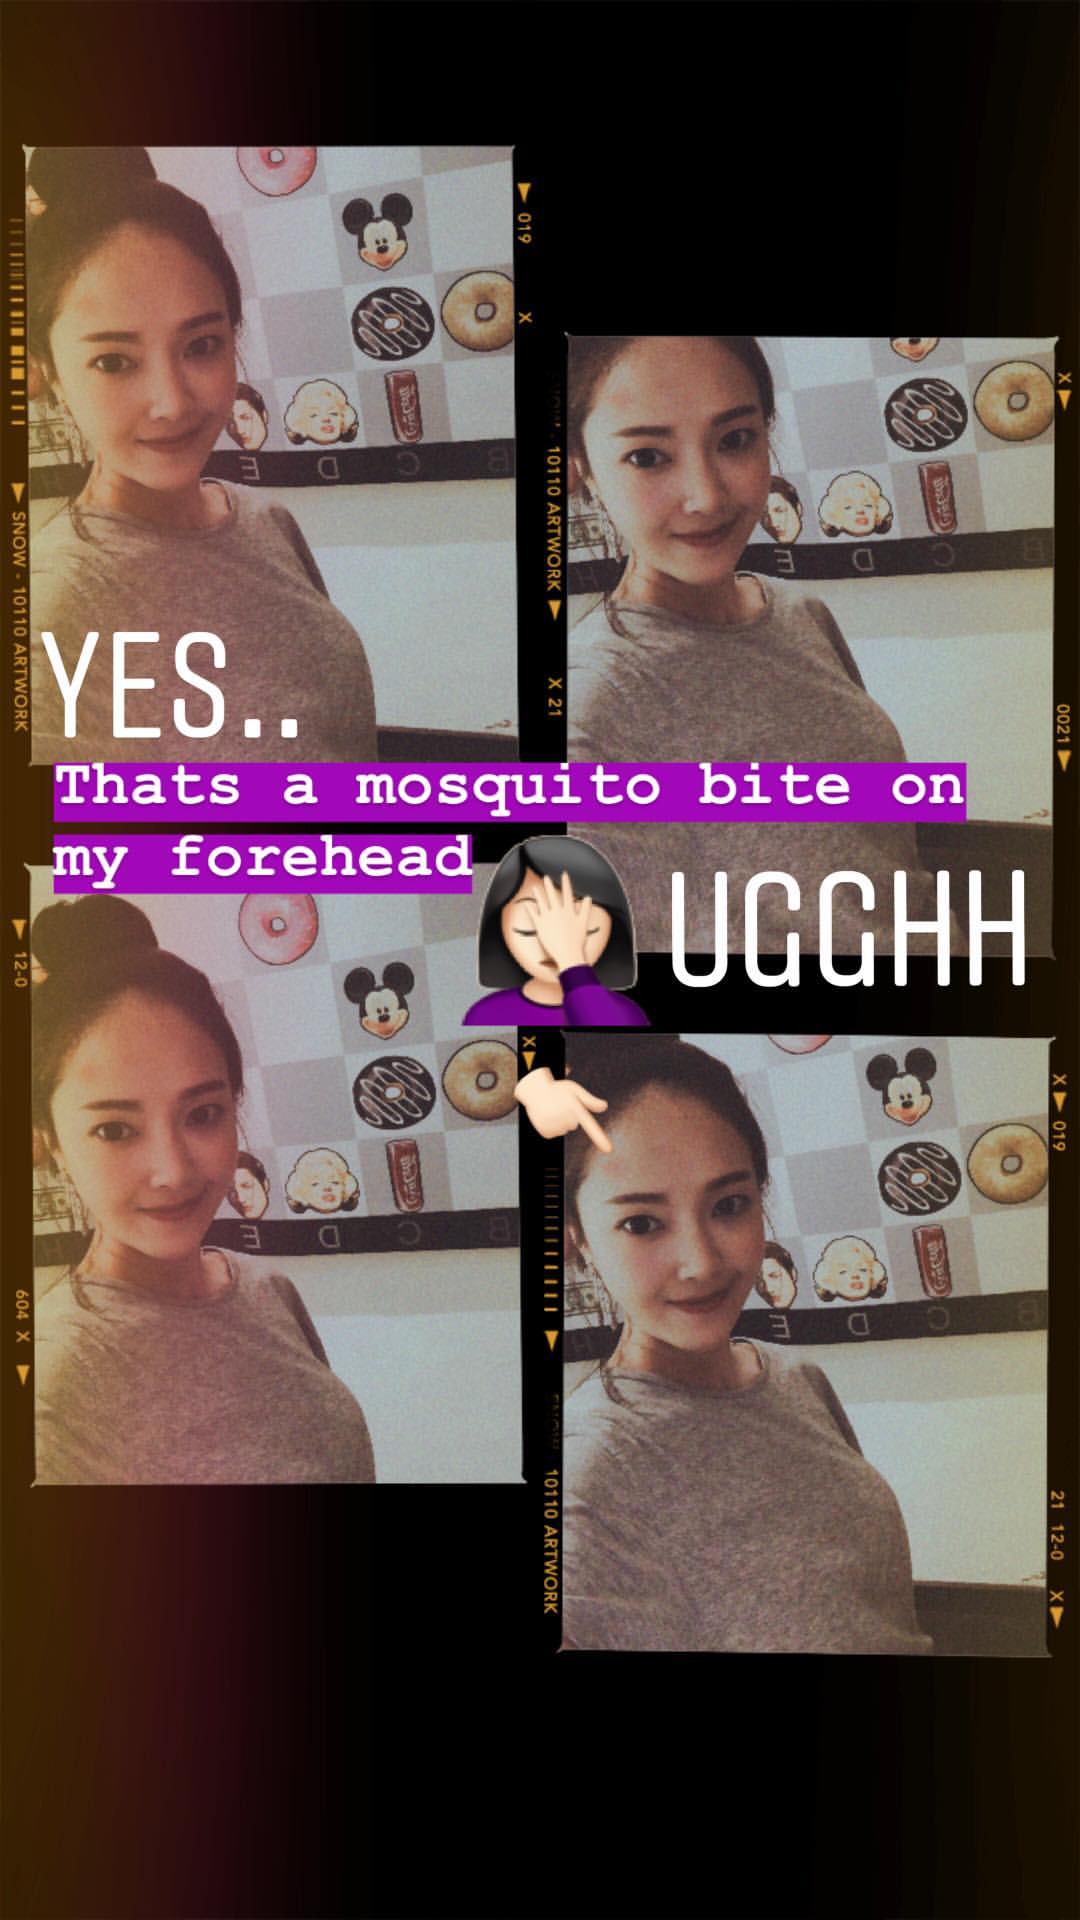 019
X
SNOW - 10110 ARTWORK
10110 ARTWORK
X 21
X
0021
YES..
Thats a mosquito bite on
my forehead
UGGHH
12-0
604 X
X
X
019
10110 ARTWORK
21 12-0
X
E D C B
E D C
E D C
E D C B